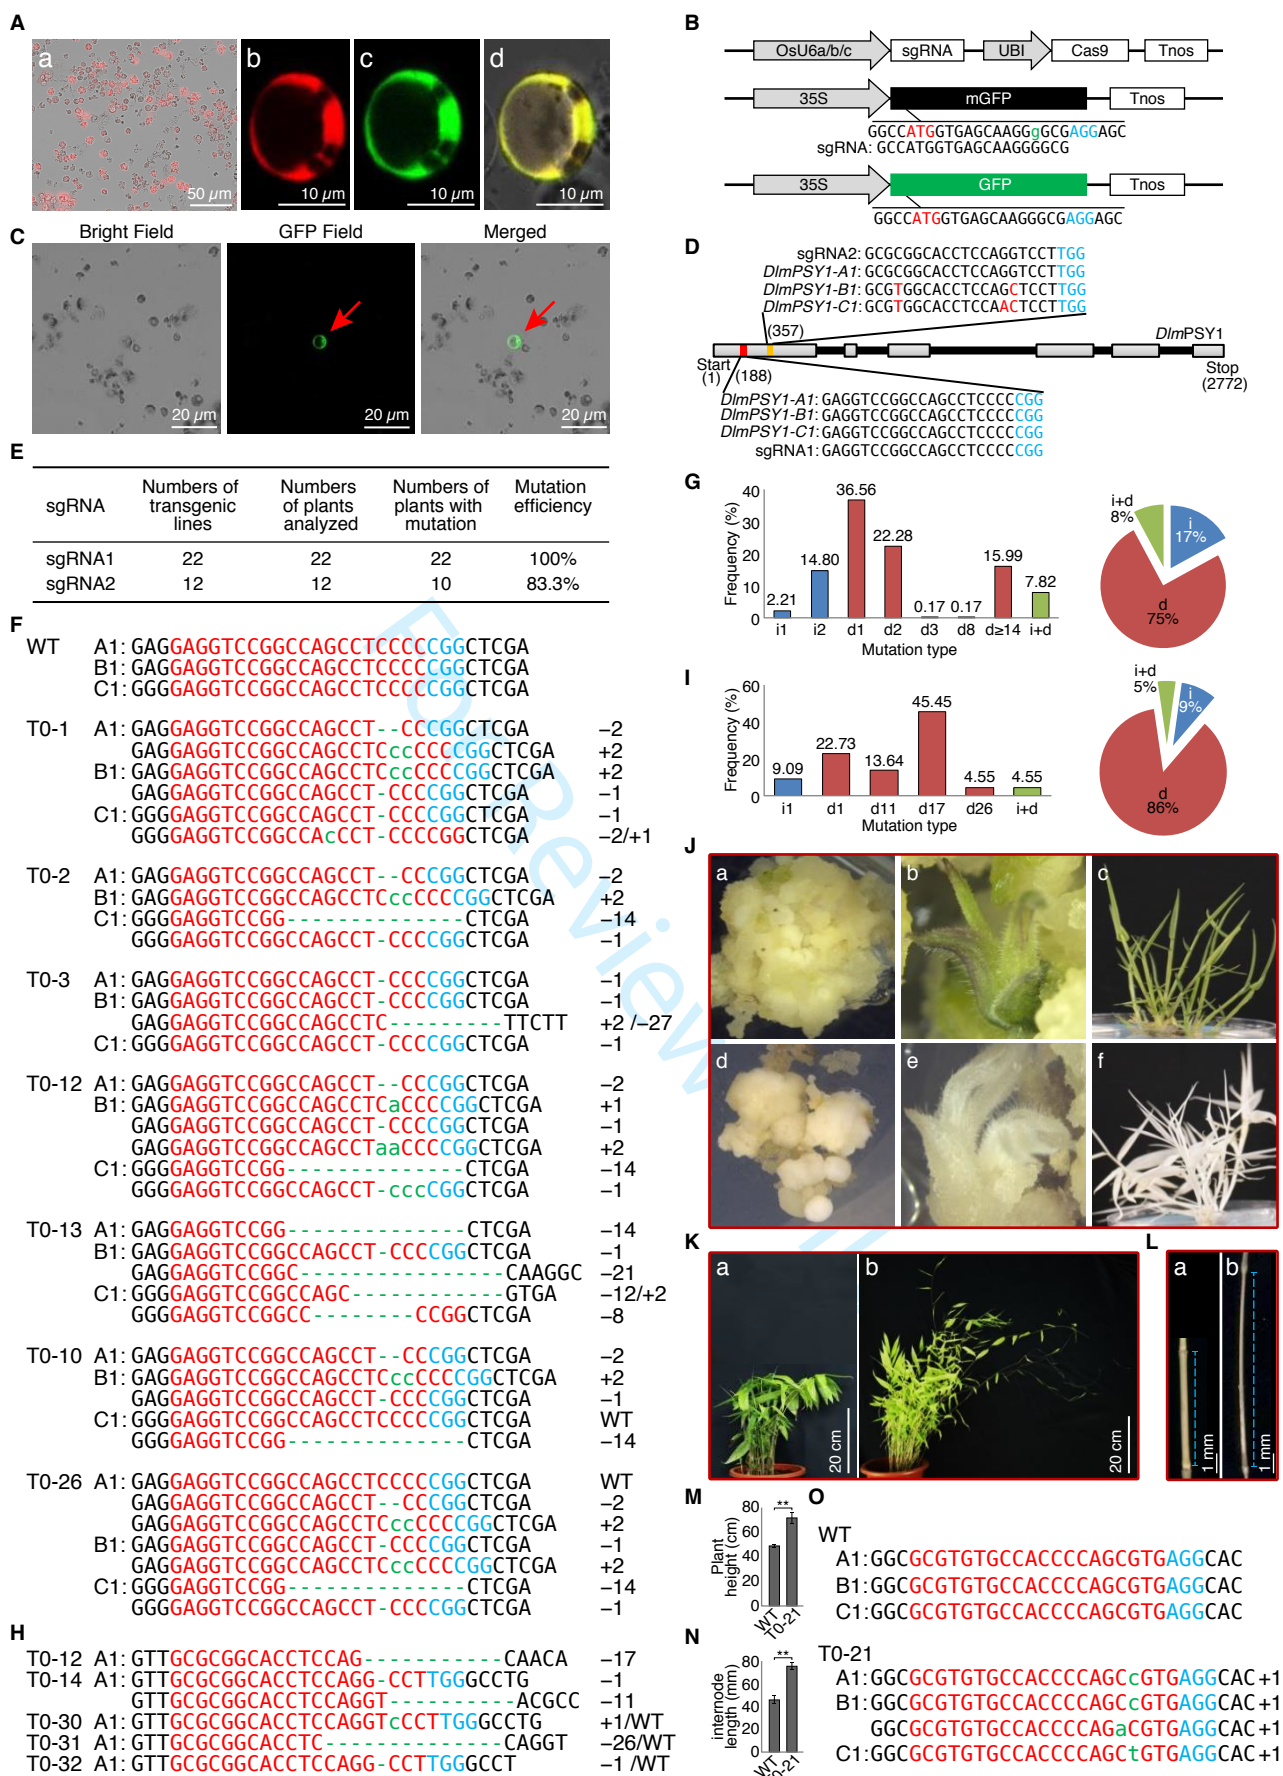 A
a
b
c
d
50 µm
10 µm
10 µm
10 µm
B
OsU6a/b/c
sgRNA
UBI
Cas9
Tnos
35S
mGFP
Tnos
GGCCATGGTGAGCAAGGgGCGAGGAGC
sgRNA: GCCATGGTGAGCAAGGGGCG
35S
GFP
Tnos
GGCCATGGTGAGCAAGGGCGAGGAGC
C
Bright Field
GFP Field
Merged
20 µm
20 µm
20 µm
D
sgRNA2: GCGCGGCACCTCCAGGTCCTTGG
DlmPSY1-A1: GCGCGGCACCTCCAGGTCCTTGG
DlmPSY1-B1: GCGTGGCACCTCCAGCTCCTTGG
DlmPSY1-C1: GCGTGGCACCTCCAACTCCTTGG
(357)
DlmPSY1
Start
(1)
(188)
Stop
(2772)
DlmPSY1-A1: GAGGTCCGGCCAGCCTCCCCCGG
DlmPSY1-B1: GAGGTCCGGCCAGCCTCCCCCGG
DlmPSY1-C1: GAGGTCCGGCCAGCCTCCCCCGG
sgRNA1: GAGGTCCGGCCAGCCTCCCCCGG
E
sgRNA
Numbers of transgenic lines
Numbers of plants analyzed
Numbers of plants with mutation
Mutation efficiency
sgRNA1 22 22 22 100%
sgRNA2 12 12 10 83.3%
F
WT A1: GAGGAGGTCCGGCCAGCCTCCCCCGGCTCGA
B1: GAGGAGGTCCGGCCAGCCTCCCCCGGCTCGA
C1: GGGGAGGTCCGGCCAGCCTCCCCCGGCTCGA
T0-1 A1: GAGGAGGTCCGGCCAGCCT--CCCCGGCTCGA −2
GAGGAGGTCCGGCCAGCCTCccCCCCCGGCTCGA +2
B1: GAGGAGGTCCGGCCAGCCTCccCCCCCGGCTCGA +2
GAGGAGGTCCGGCCAGCCT-CCCCGGCTCGA −1
C1: GGGGAGGTCCGGCCAGCCT-CCCCGGCTCGA −1
GGGGAGGTCCGGCCAcCCT-CCCCGGCTCGA −2/+1
T0-2 A1: GAGGAGGTCCGGCCAGCCT--CCCGGCTCGA −2
B1: GAGGAGGTCCGGCCAGCCTCccCCCCCGGCTCGA +2
C1: GGGGAGGTCCGG--------------CTCGA −14
GGGGAGGTCCGGCCAGCCT-CCCCGGCTCGA −1
T0-3 A1: GAGGAGGTCCGGCCAGCCT-CCCCGGCTCGA −1
B1: GAGGAGGTCCGGCCAGCCT-CCCCGGCTCGA −1
GAGGAGGTCCGGCCAGCCTC---------TTCTT +2 /−27
C1: GGGGAGGTCCGGCCAGCCT-CCCCGGCTCGA −1
T0-12 A1: GAGGAGGTCCGGCCAGCCT--CCCGGCTCGA −2
B1: GAGGAGGTCCGGCCAGCCTCaCCCCGGCTCGA +1
GAGGAGGTCCGGCCAGCCT-CCCCGGCTCGA −1
GAGGAGGTCCGGCCAGCCTaaCCCCGGCTCGA +2
C1: GGGGAGGTCCGG--------------CTCGA −14
GGGGAGGTCCGGCCAGCCT-cccCGGCTCGA −1
T0-13 A1: GAGGAGGTCCGG--------------CTCGA −14
B1: GAGGAGGTCCGGCCAGCCT-CCCCGGCTCGA −1
GAGGAGGTCCGGC----------------CAAGGC −21
C1: GGGGAGGTCCGGCCAGC------------GTGA −12/+2
GGGGAGGTCCGGCC--------CCGGCTCGA −8
T0-10 A1: GAGGAGGTCCGGCCAGCCT--CCCGGCTCGA −2
B1: GAGGAGGTCCGGCCAGCCTCccCCCCCGGCTCGA +2
GAGGAGGTCCGGCCAGCCT-CCCCGGCTCGA −1
C1: GGGGAGGTCCGGCCAGCCTCCCCCGGCTCGA WT
GGGGAGGTCCGG--------------CTCGA −14
T0-26 A1: GAGGAGGTCCGGCCAGCCTCCCCCGGCTCGA WT
GAGGAGGTCCGGCCAGCCT--CCCGGCTCGA −2
GAGGAGGTCCGGCCAGCCTCccCCCCCGGCTCGA +2
B1: GAGGAGGTCCGGCCAGCCT-CCCCGGCTCGA −1
GAGGAGGTCCGGCCAGCCTCccCCCCCGGCTCGA +2
C1: GGGGAGGTCCGG--------------CTCGA −14
GGGGAGGTCCGGCCAGCCT-CCCCGGCTCGA −1
G
Frequency (%)
40
30
20
10
0
2.21
14.80
36.56
22.28
0.17
0.17
15.99
7.82
i1 i2 d1 d2 d3 d8 d≥14 i+d
Mutation type
i+d
8%
i
17%
d
75%
I
Frequency (%)
60
40
20
0
9.09
22.73
13.64
45.45
4.55
4.55
i1 d1 d11 d17 d26 i+d
Mutation type
i+d
5%
i
9%
d
86%
J
a
b
c
d
e
f
K
a
b
20 cm
20 cm
L
a
b
1 mm
1 mm
M
Plant height (cm)
80
60
40
20
0
**
WT
T0-21
N
internode length (mm)
80
60
40
20
0
**
WT
T0-21
O
WT
A1: GGCGCGTGTGCCACCCCAGCGTGAGGCAC
B1: GGCGCGTGTGCCACCCCAGCGTGAGGCAC
C1: GGCGCGTGTGCCACCCCAGCGTGAGGCAC
T0-21
A1: GGCGCGTGTGCCACCCCAGCcGTGAGGCAC +1
B1: GGCGCGTGTGCCACCCCAGCcGTGAGGCAC +1
GGCGCGTGTGCCACCCCAGaCGTGAGGCAC +1
C1: GGCGCGTGTGCCACCCCAGCtGTGAGGCAC +1
H
T0-12 A1: GTTGCGCGGCACCTCCAG-----------CAACA −17
T0-14 A1: GTTGCGCGGCACCTCCAGG-CCTTGGGCCTG −1
GTTGCGCGGCACCTCCAGGT----------ACGCC −11
T0-30 A1: GTTGCGCGGCACCTCCAGGTcCCTTGGGCCTG +1/WT
T0-31 A1: GTTGCGCGGCACCTC--------------CAGGT −26/WT
T0-32 A1: GTTGCGCGGCACCTCCAGG-CCTTGGGCCT −1 /WT
For Review